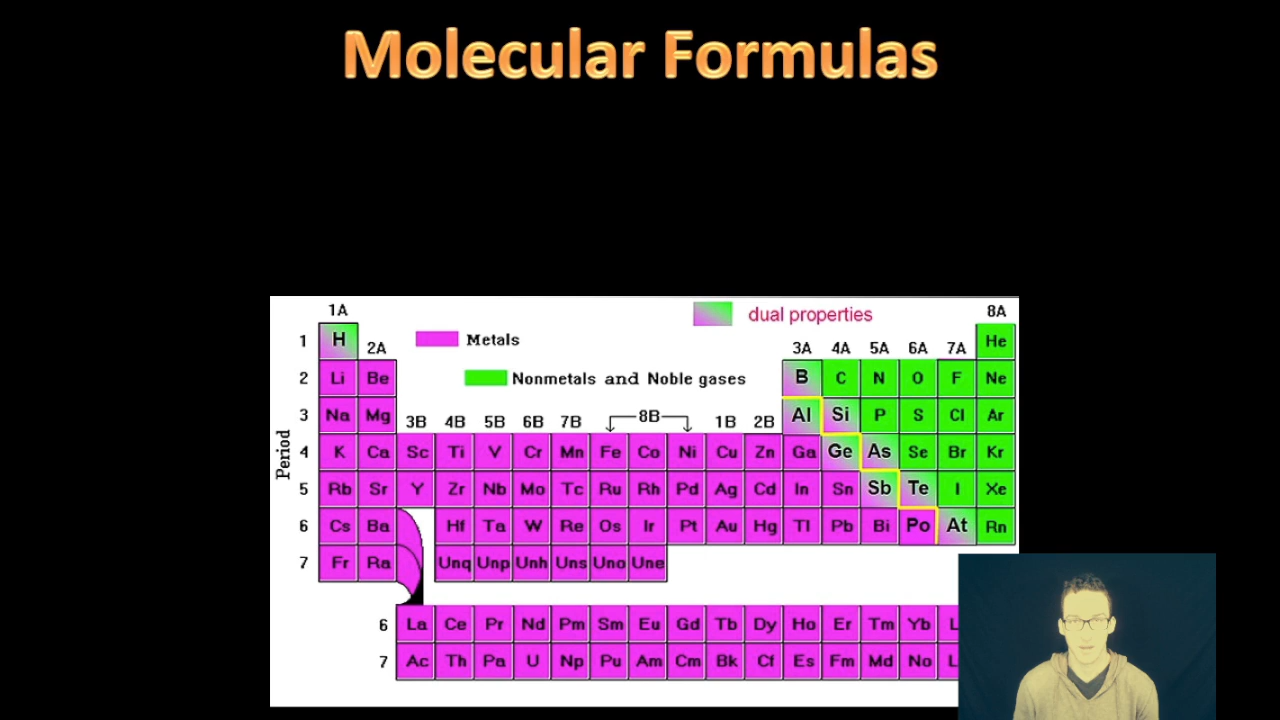 Molecular Formulas
1A dual properties 8A
1 H 2A Metals 3A 4A 5A 6A 7A He
2 Li Be Nonmetals and Noble gases B C N O F Ne
3 Na Mg 3B 4B 5B 6B 7B 8B 1B 2B Al Si P S Cl Ar
4 K Ca Sc Ti V Cr Mn Fe Co Ni Cu Zn Ga Ge As Se Br Kr
5 Rb Sr Y Zr Nb Mo Tc Ru Rh Pd Ag Cd In Sn Sb Te I Xe
6 Cs Ba Hf Ta W Re Os Ir Pt Au Hg Tl Pb Bi Po At Rn
7 Fr Ra Unq Unp Unh Uns Uno Une
Period
6 La Ce Pr Nd Pm Sm Eu Gd Tb Dy Ho Er Tm Yb L
7 Ac Th Pa U Np Pu Am Cm Bk Cf Es Fm Md No L